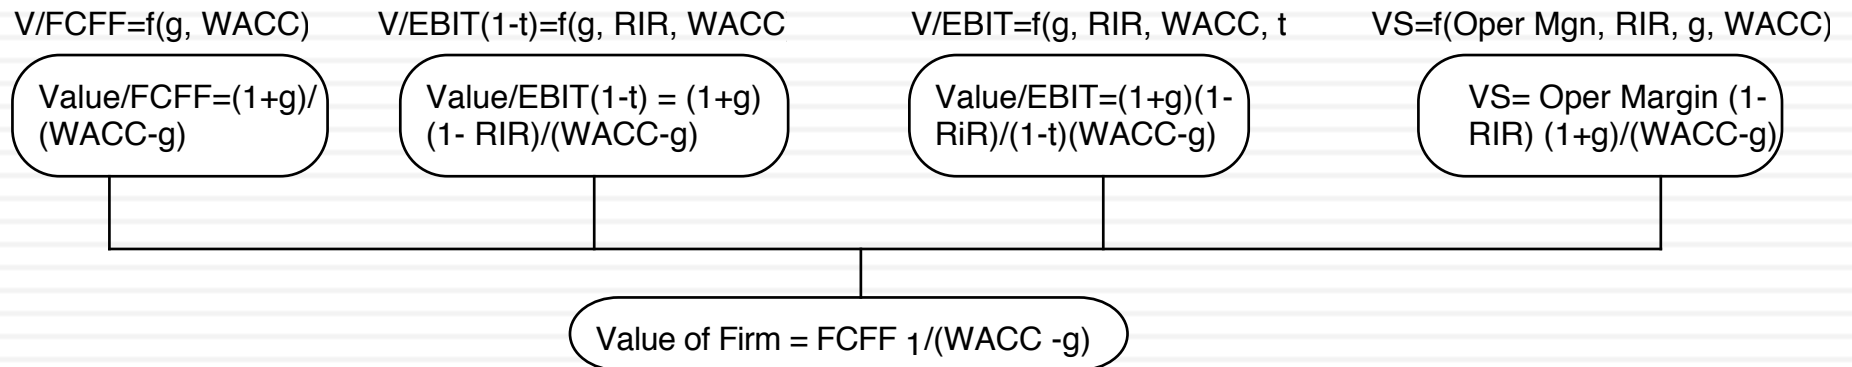 V/FCFF=f(g, WACC)
V/EBIT(1-t)=f(g, RIR, WACC
V/EBIT=f(g, RIR, WACC, t
VS=f(Oper Mgn, RIR, g, WACC)
Value/FCFF=(1+g)/
(WACC-g)
Value/EBIT(1-t) = (1+g)
(1- RIR)/(WACC-g)
Value/EBIT=(1+g)(1-
RiR)/(1-t)(WACC-g)
VS= Oper Margin (1-
RIR) (1+g)/(WACC-g)
Value of Firm = FCFF 1/(WACC -g)